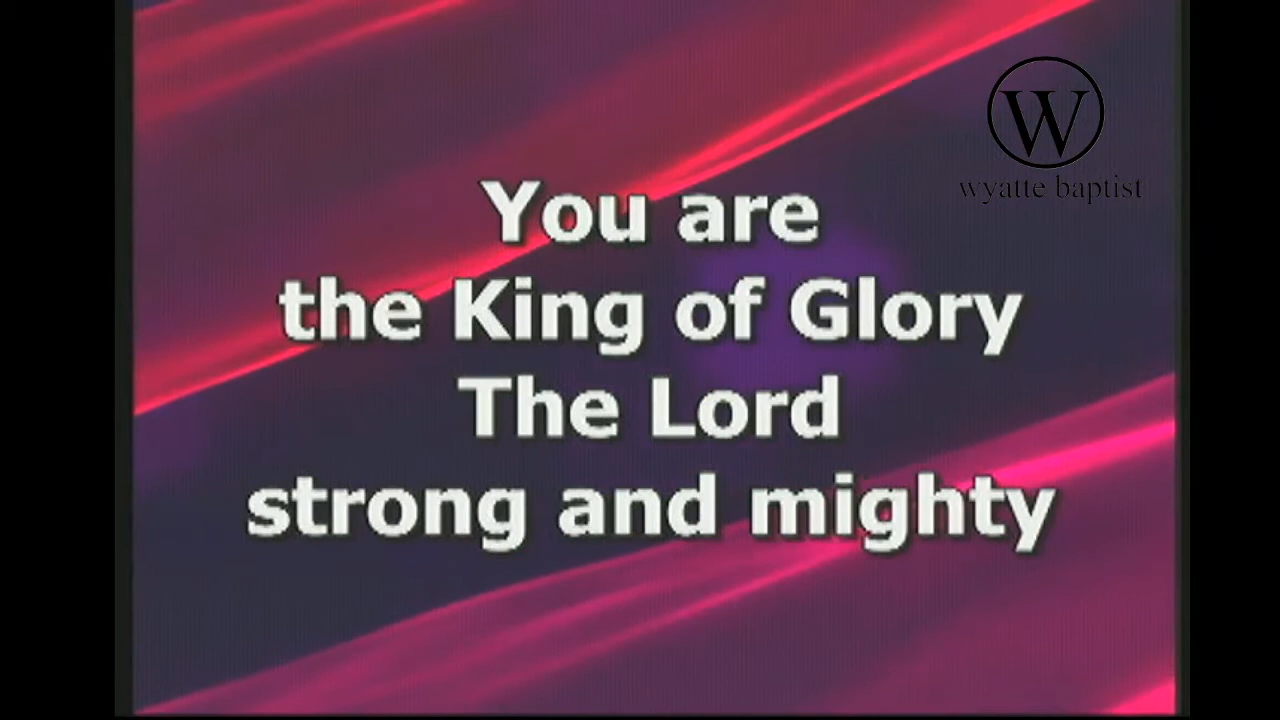 W
wyatte baptist
You are
the King of Glory
The Lord
strong and mighty